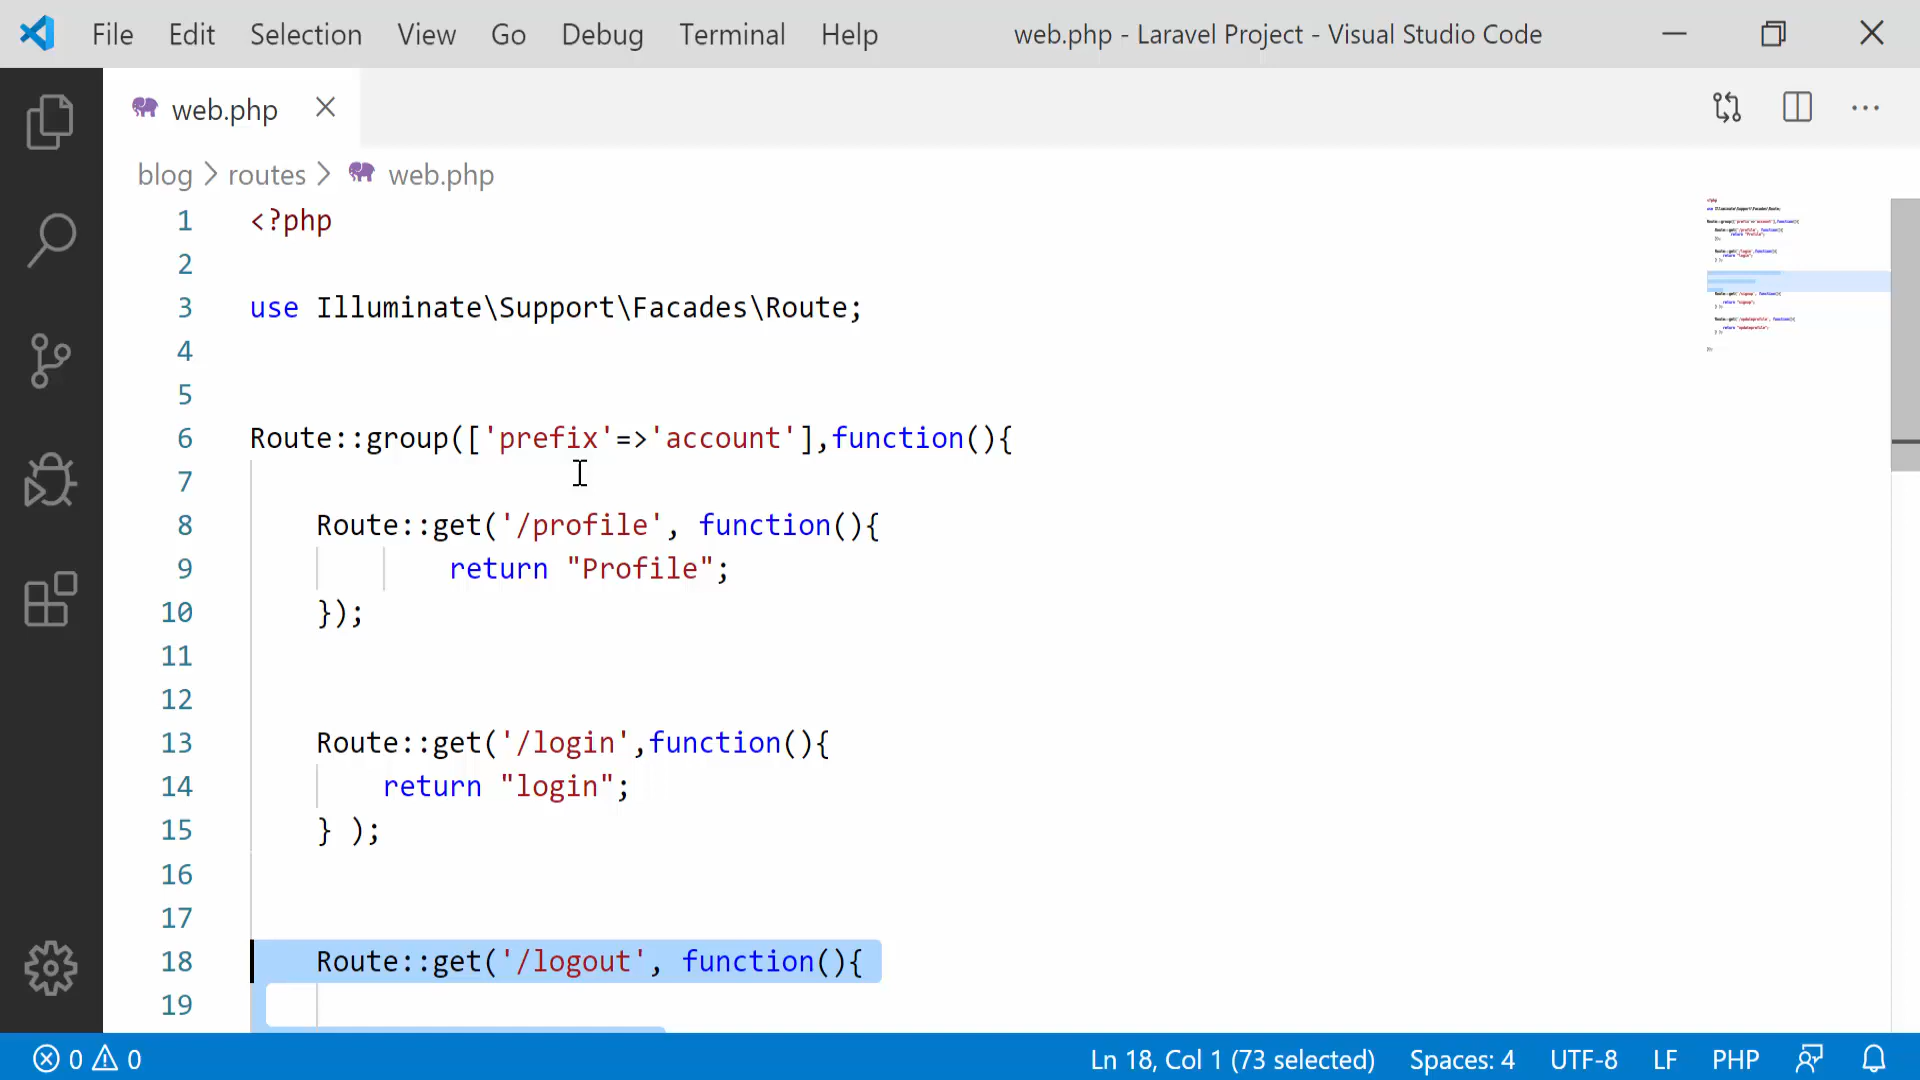 File Edit Selection View Go Debug Terminal Help web.php - Laravel Project - Visual Studio Code
web.php
blog > routes > web.php
1 <?php
2
3 use Illuminate\Support\Facades\Route;
4
5
6 Route::group(['prefix'=>'account'],function(){
7
8 Route::get('/profile', function(){
9 return "Profile";
10 });
11
12
13 Route::get('/login',function(){
14 return "login";
15 } );
16
17
18 Route::get('/logout', function(){
19
0 0 Ln 18, Col 1 (73 selected) Spaces: 4 UTF-8 LF PHP